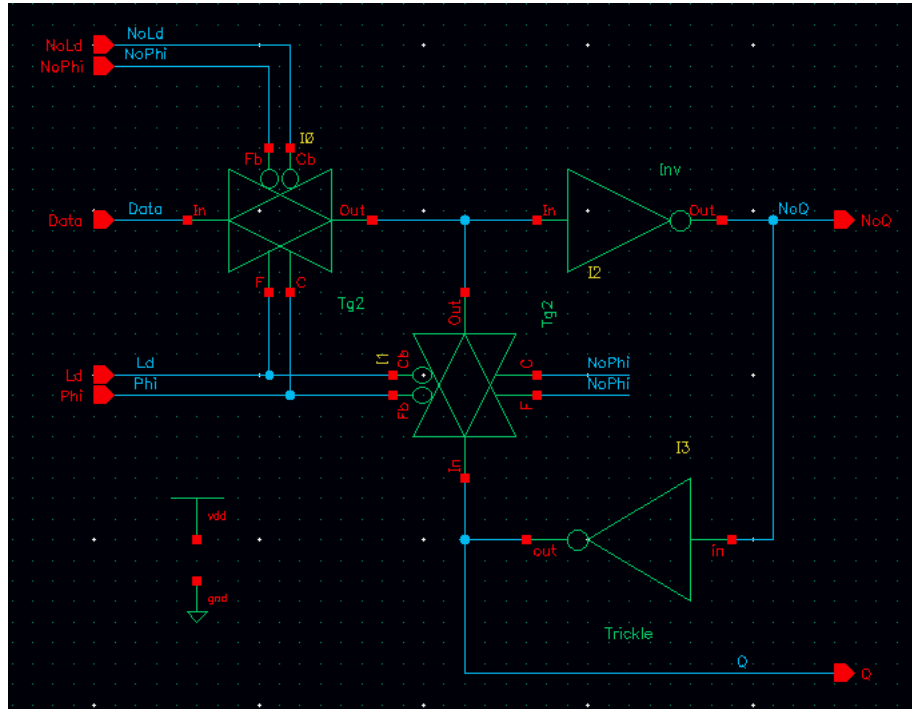 NoLd
NoLd
NoPhi
NoPhi
I0
Fb
Cb
Inv
Data
Data
In
Out
In
Out
NoQ
NoQ
I2
F
C
Tg2
Out
Tg2
Ld
Ld
I1
Cb
C
NoPhi
Phi
Phi
Fb
F
NoPhi
In
I3
vdd
out
in
gnd
Trickle
Q
Q